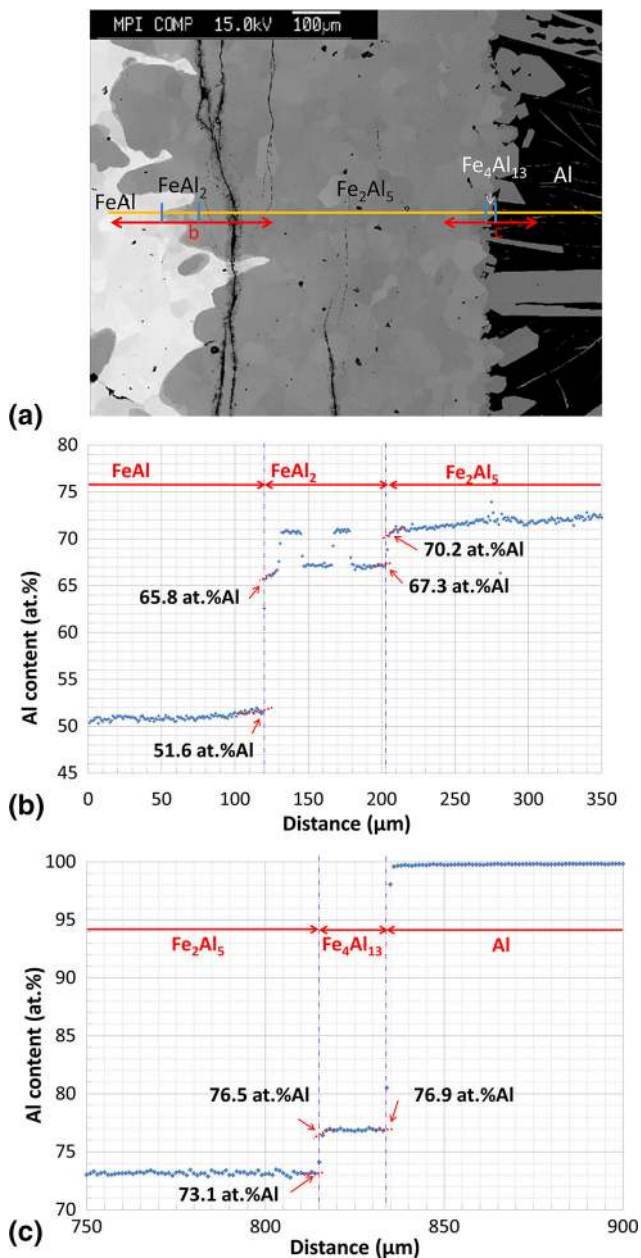 MPI COMP 15.0kV 100µm
FeAl
FeAl2
Fe2Al5
Fe4Al13
Al
b
c
(a)
80
75
70
65
60
55
50
45
Al content (at.%)
FeAl
FeAl2
Fe2Al5
70.2 at.%Al
65.8 at.%Al
67.3 at.%Al
51.6 at.%Al
0 50 100 150 200 250 300 350
Distance (µm)
(b)
100
95
90
85
80
75
70
Al content (at.%)
Fe2Al5
Fe4Al13
Al
76.5 at.%Al
76.9 at.%Al
73.1 at.%Al
750 800 850 900
Distance (µm)
(c)